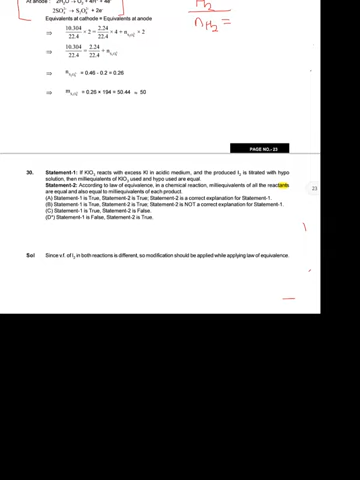 H₂
n H₂ =
At anode : 2H₂O → O₂ + 4H⁺ + 4e⁻
2SO₄²⁻ → S₂O₈²⁻ + 2e⁻
Equivalents at cathode = Equivalents at anode
⇒ 10.304/22.4 × 2 = 2.24/22.4 × 4 + n H₂S₂O₈ × 2
⇒ 10.304/22.4 = 2.24/22.4 + n H₂S₂O₈
⇒ n H₂S₂O₈ = 0.46 - 0.2 = 0.26
⇒ m H₂S₂O₈ = 0.26 × 194 = 50.44 ≈ 50
PAGE NO.- 23
30. Statement-1: If KIO₃ reacts with excess KI in acidic medium, and the produced I₂ is titrated with hypo
solution, then milliequivalents of KIO₃ used and hypo used are equal.
Statement-2: According to law of equivalence, in a chemical reaction, milliequivalents of all the reactants
are equal and also equal to milliequivalents of each product.
23
(A) Statement-1 is True, Statement-2 is True; Statement-2 is a correct explanation for Statement-1.
(B) Statement-1 is True, Statement-2 is True; Statement-2 is NOT a correct explanation for Statement-1.
(C) Statement-1 is True, Statement-2 is False.
(D*) Statement-1 is False, Statement-2 is True.
Sol Since v.f. of I₂ in both reactions is different, so modification should be applied while applying law of equivalence.